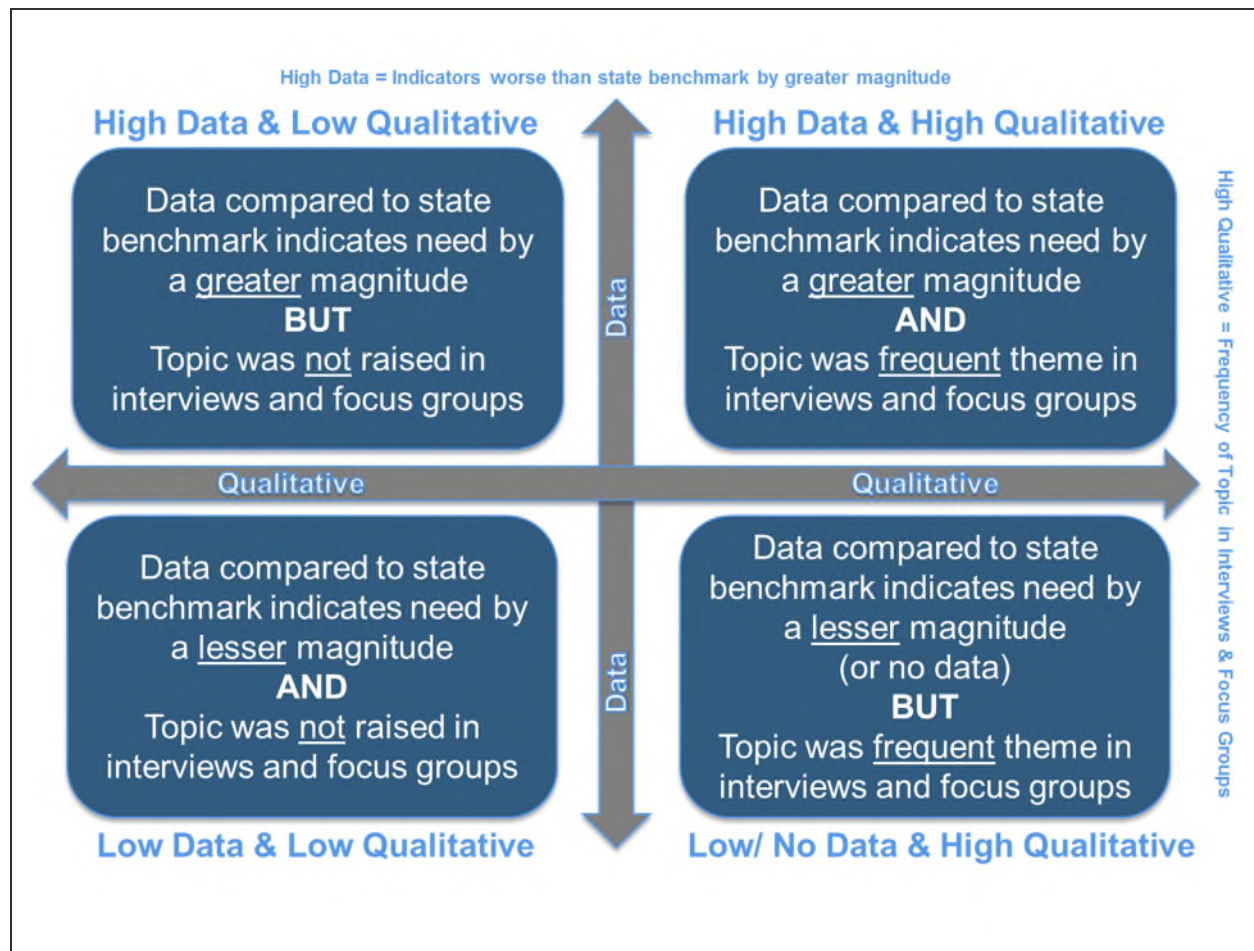 High Data = Indicators worse than state benchmark by greater magnitude
High Data & Low Qualitative
Data compared to state
benchmark indicates need by
a greater magnitude
BUT
Topic was not raised in
interviews and focus groups
High Data & High Qualitative
Data compared to state
benchmark indicates need by
a greater magnitude
AND
Topic was frequent theme in
interviews and focus groups
Data
Qualitative
Qualitative
Data
Data compared to state
benchmark indicates need by
a lesser magnitude
AND
Topic was not raised in
interviews and focus groups
Low Data & Low Qualitative
Data compared to state
benchmark indicates need by
a lesser magnitude
(or no data)
BUT
Topic was frequent theme in
interviews and focus groups
Low/ No Data & High Qualitative
High Qualitative = Frequency of Topic in Interviews & Focus Groups